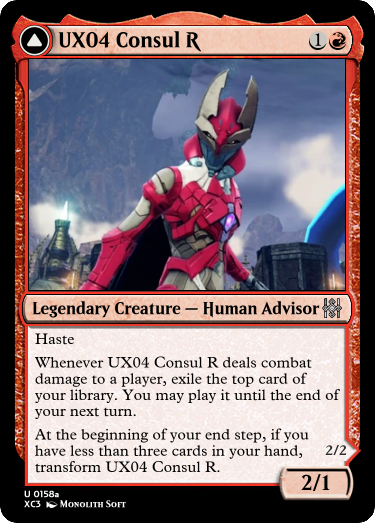 UX04 Consul R
1
Legendary Creature — Human Advisor
Haste
Whenever UX04 Consul R deals combat
damage to a player, exile the top card of
your library. You may play it until the end of
your next turn.
At the beginning of your end step, if you
have less than three cards in your hand,
transform UX04 Consul R.
2/2
2/1
U 0158a
XC3 Monolith Soft